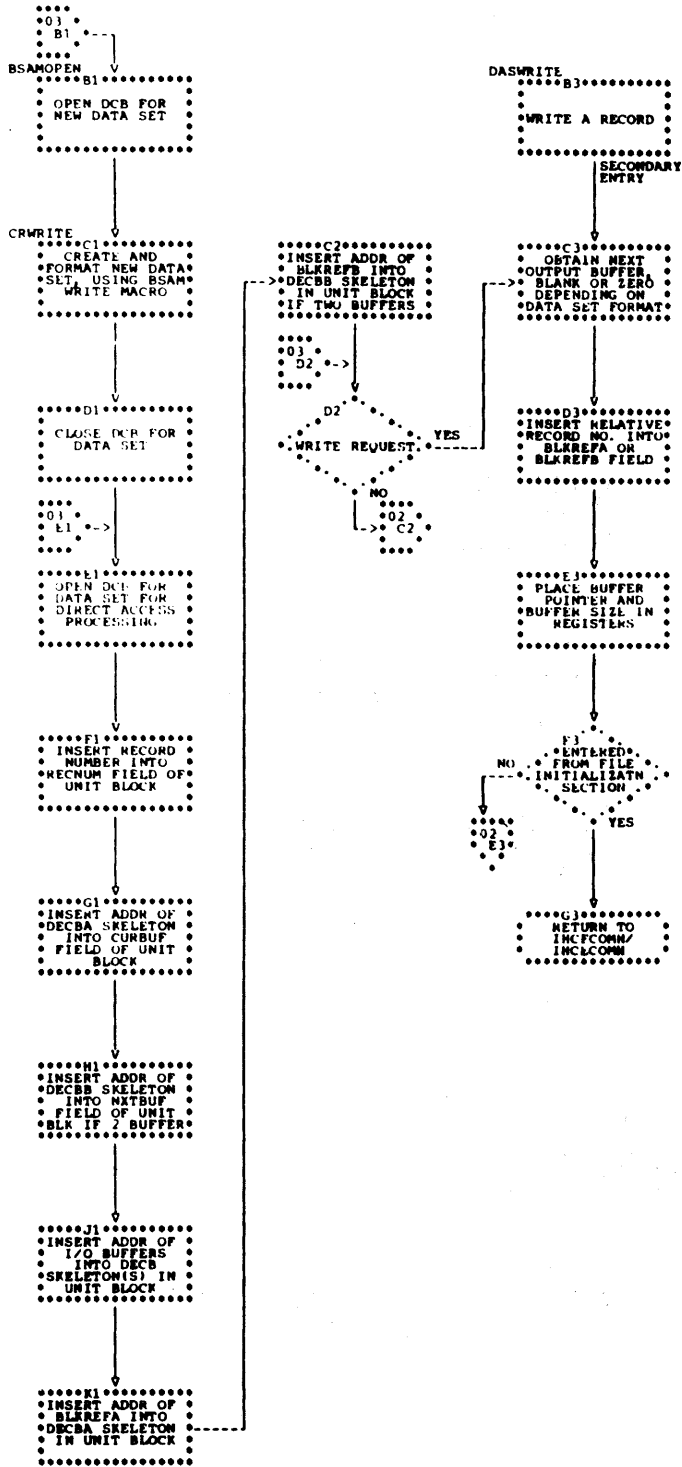 03
B1
BSAMOPEN
B1
OPEN DCB FOR
NEW DATA SET
CRWRITE
C1
CREATE AND
FORMAT NEW DATA
SET, USING BSAM
WRITE MACRO
D1
CLOSE DCB FOR
DATA SET
03
E1
E1
OPEN DCB FOR
DATA SET FOR
DIRECT ACCESS
PROCESSING
F1
INSERT RECORD
NUMBER INTO
RECNUM FIELD OF
UNIT BLOCK
G1
INSERT ADDR OF
DECBA SKELETON
INTO CURBUF
FIELD OF UNIT
BLOCK
H1
INSERT ADDR OF
DECBB SKELETON
INTO NXTBUF
FIELD OF UNIT
BLK IF 2 BUFFER
J1
INSERT ADDR OF
I/O BUFFERS
INTO DECB
SKELETON(S) IN
UNIT BLOCK
K1
INSERT ADDR OF
BLKREFA INTO
DECBA SKELETON
IN UNIT BLOCK
C2
INSERT ADDR OF
BLKREFB INTO
DECBB SKELETON
IN UNIT BLOCK
IF TWO BUFFERS
03
D2
D2
WRITE REQUEST
YES
NO
02
C2
DASWRITE
B3
WRITE A RECORD
SECONDARY
ENTRY
C3
OBTAIN NEXT
OUTPUT BUFFER,
BLANK OR ZERO
DEPENDING ON
DATA SET FORMAT
D3
INSERT RELATIVE
RECORD NO. INTO
BLKREFA OR
BLKREFB FIELD
E3
PLACE BUFFER
POINTER AND
BUFFER SIZE IN
REGISTERS
F3
ENTERED
FROM FILE
INITIALIZATN
SECTION
NO
YES
02
E3
G3
RETURN TO
IHCFCOMH/
IHCECOMH